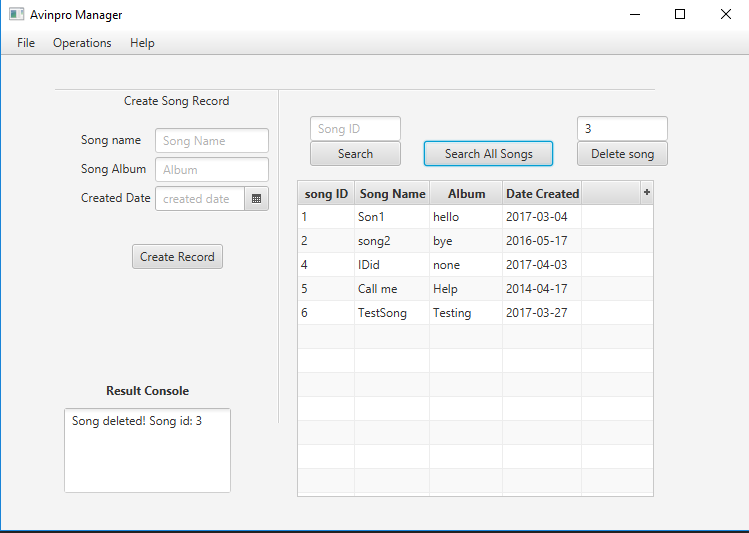 Avinpro Manager
File Operations Help
Create Song Record
Song name Song Name
Song Album Album
Created Date created date
Create Record
Result Console
Song deleted! Song id: 3
Song ID 3
Search Search All Songs Delete song
song ID Song Name Album Date Created +
1 Son1 hello 2017-03-04
2 song2 bye 2016-05-17
4 IDid none 2017-04-03
5 Call me Help 2014-04-17
6 TestSong Testing 2017-03-27